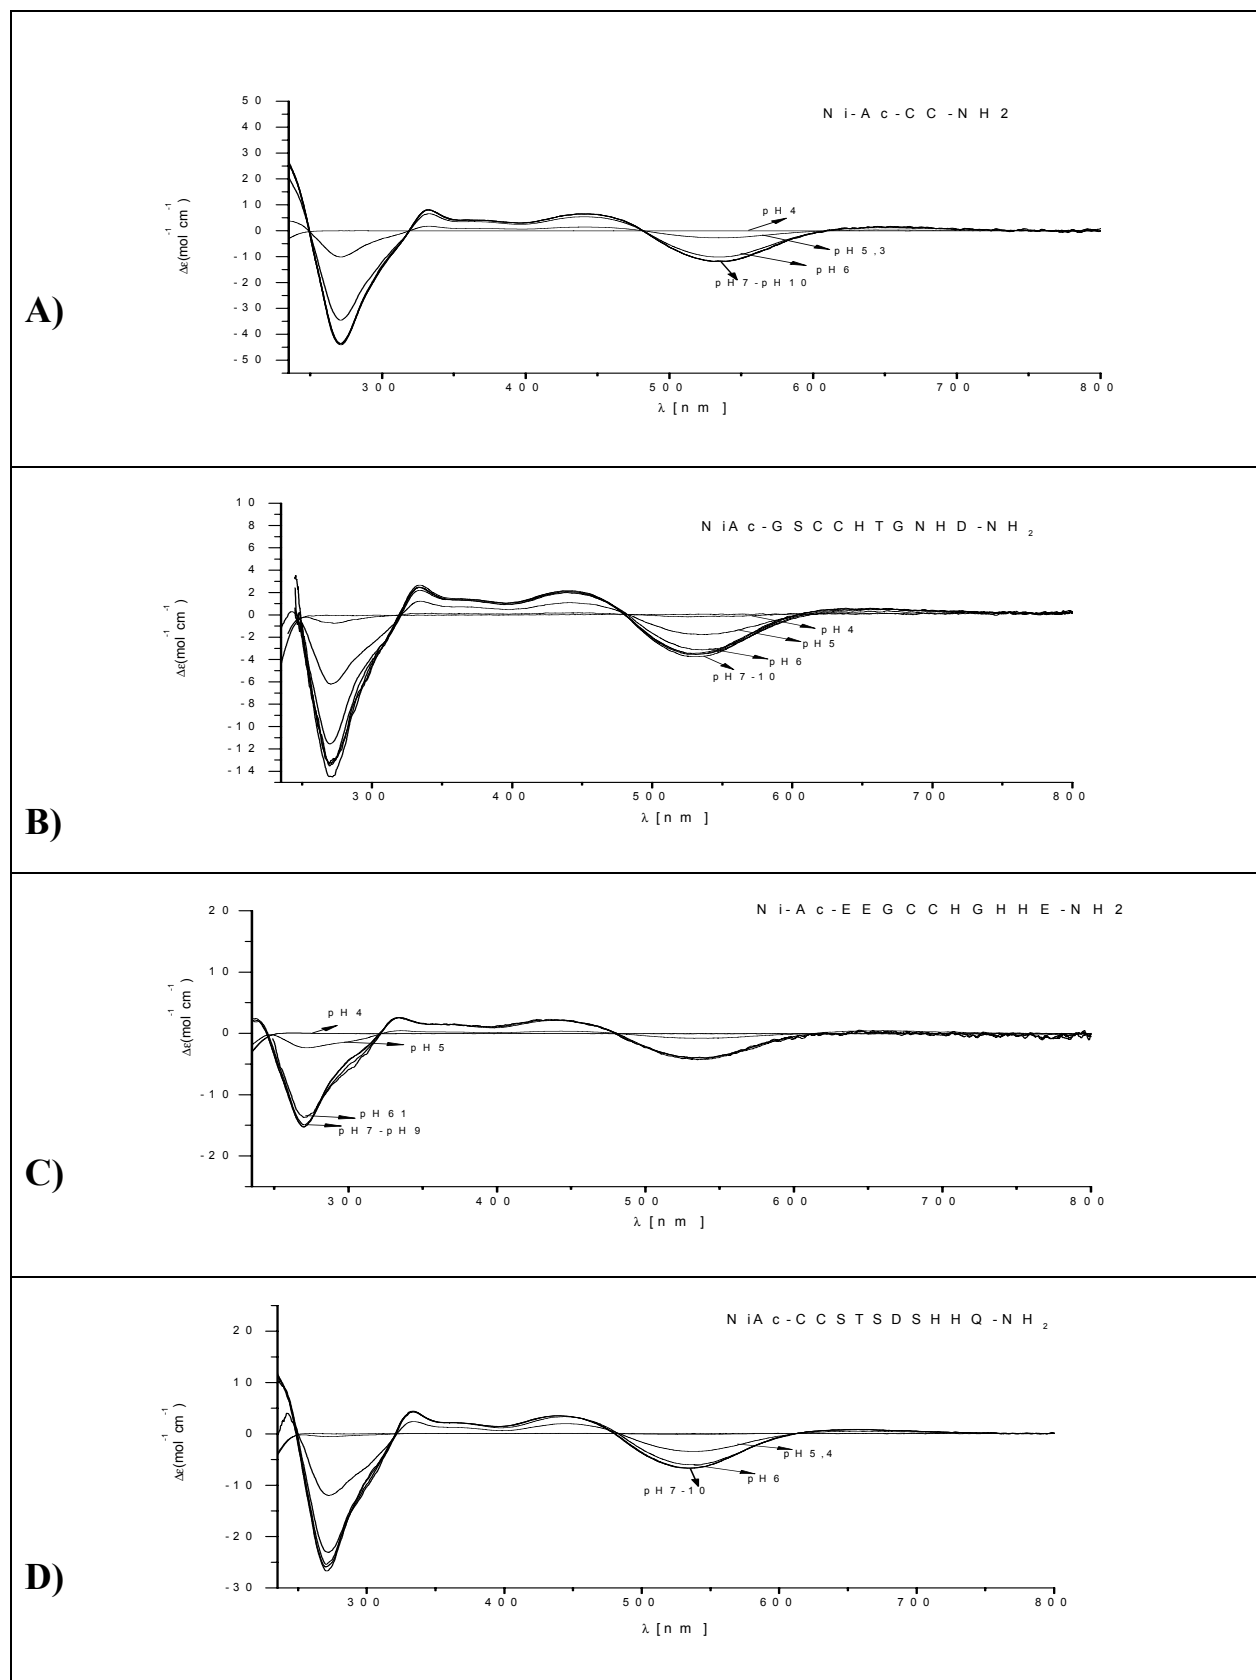 Ni-Ac-CC-NH2
50
40
30
20
10
0
-10
-20
-30
-40
-50
Δε(mol⁻¹ cm⁻¹)
pH 4
pH 5,3
pH 6
pH 7-pH 10
300 400 500 600 700 800
λ [nm]
A)
NiAc-GSCCHTGNHD-NH₂
10
8
6
4
2
0
-2
-4
-6
-8
-10
-12
-14
Δε(mol⁻¹ cm⁻¹)
pH 4
pH 5
pH 6
pH 7-10
300 400 500 600 700 800
λ [nm]
B)
Ni-Ac-EEGCCHGHHE-NH2
20
10
0
-10
-20
Δε(mol⁻¹ cm⁻¹)
pH 4
pH 5
pH 6 1
pH 7-pH 9
300 400 500 600 700 800
λ [nm]
C)
NiAc-CCSTSDSHHQ-NH₂
20
10
0
-10
-20
-30
Δε(mol⁻¹ cm⁻¹)
pH 5,4
pH 6
pH 7-10
300 400 500 600 700 800
λ [nm]
D)